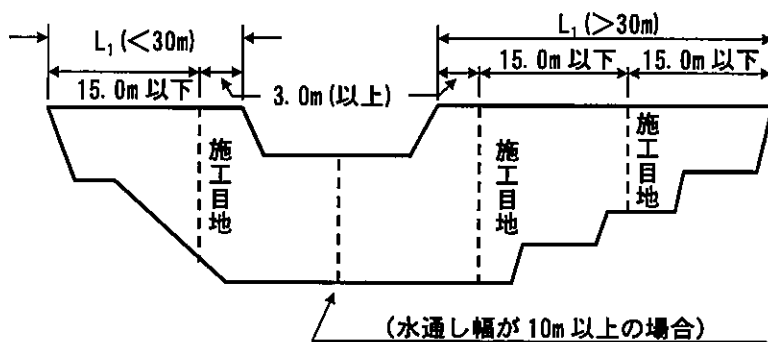 L₁(<30m)
L₁(>30m)
15.0m以下
3.0m(以上)
15.0m以下
15.0m以下
施工目地
施工目地
施工目地
(水通し幅が10m以上の場合)